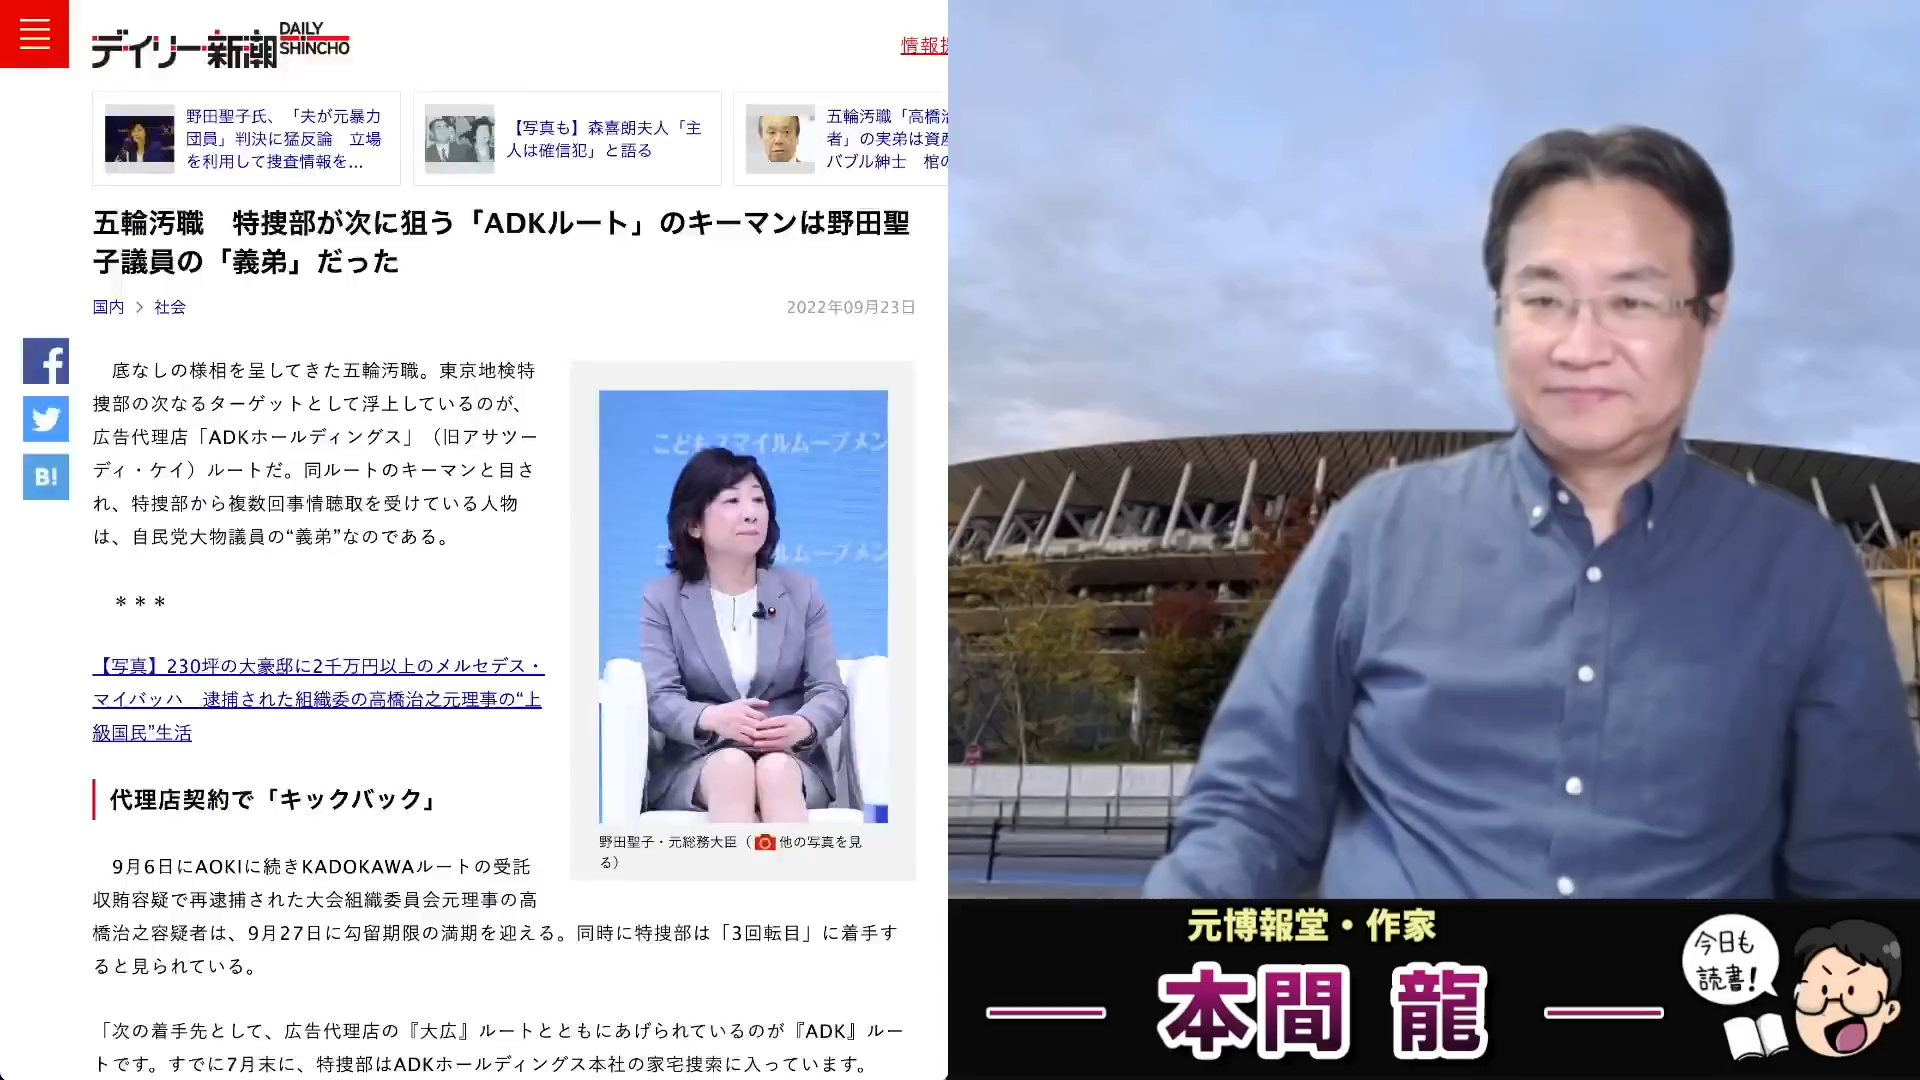 デイリー新潮
DAILY
SHINCHO
情報提
野田聖子氏、「夫が元暴力
団員」判決に猛反論　立場
を利用して捜査情報を...
【写真も】森喜朗夫人「主
人は確信犯」と語る
五輪汚職「高橋治
者」の実弟は資産
バブル紳士　棺の
五輪汚職　特捜部が次に狙う「ADKルート」のキーマンは野田聖
子議員の「義弟」だった
国内 > 社会
2022年09月23日
底なしの様相を呈してきた五輪汚職。東京地検特
捜部の次なるターゲットとして浮上しているのが、
広告代理店「ADKホールディングス」（旧アサツー
ディ・ケイ）ルートだ。同ルートのキーマンと目さ
れ、特捜部から複数回事情聴取を受けている人物
は、自民党大物議員の“義弟”なのである。
＊＊＊
【写真】230坪の大豪邸に2千万円以上のメルセデス・
マイバッハ　逮捕された組織委の高橋治之元理事の“上
級国民”生活
こどもスマイルムーブメン
野田聖子・元総務大臣（他の写真を見
る）
代理店契約で「キックバック」
9月6日にAOKIに続きKADOKAWAルートの受託
収賄容疑で再逮捕された大会組織委員会元理事の高
橋治之容疑者は、9月27日に勾留期限の満期を迎える。同時に特捜部は「3回転目」に着手す
ると見られている。
「次の着手先として、広告代理店の『大広』ルートとともにあげられているのが『ADK』ルー
トです。すでに7月末に、特捜部はADKホールディングス本社の家宅捜索に入っています。
B!
元博報堂・作家
本間 龍
今日も
読書!